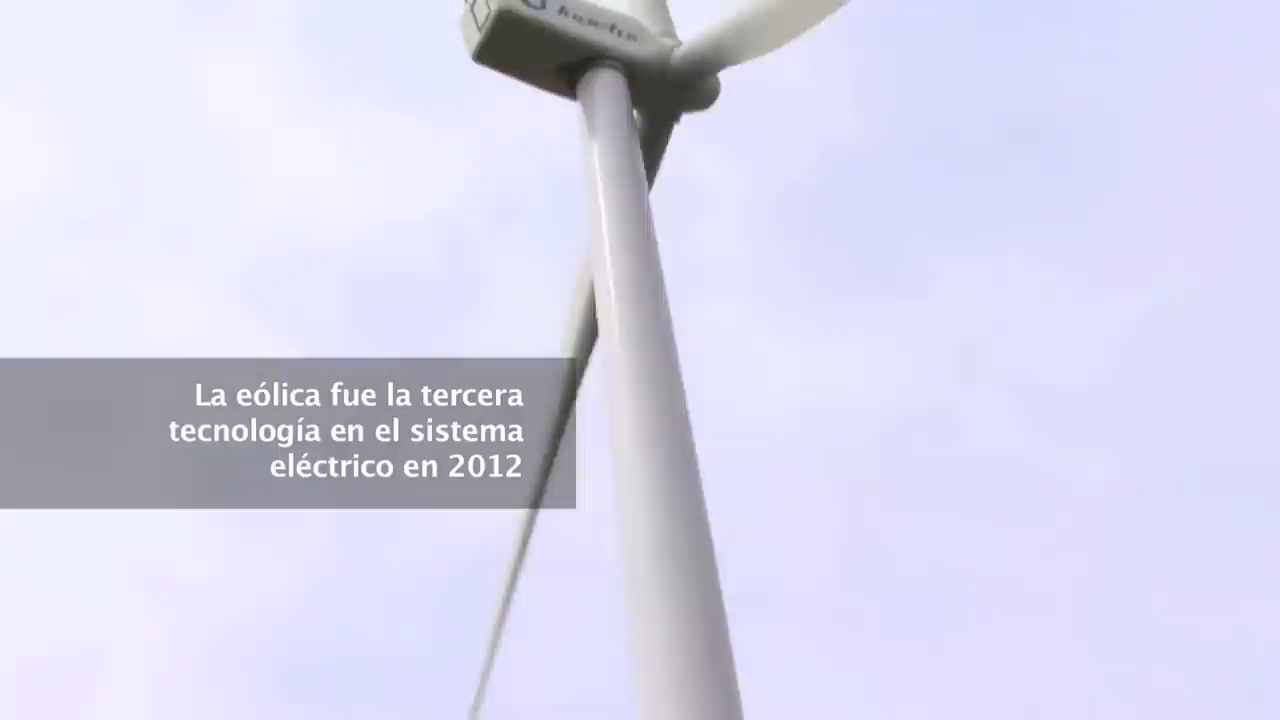 La eólica fue la tercera
tecnología en el sistema
eléctrico en 2012